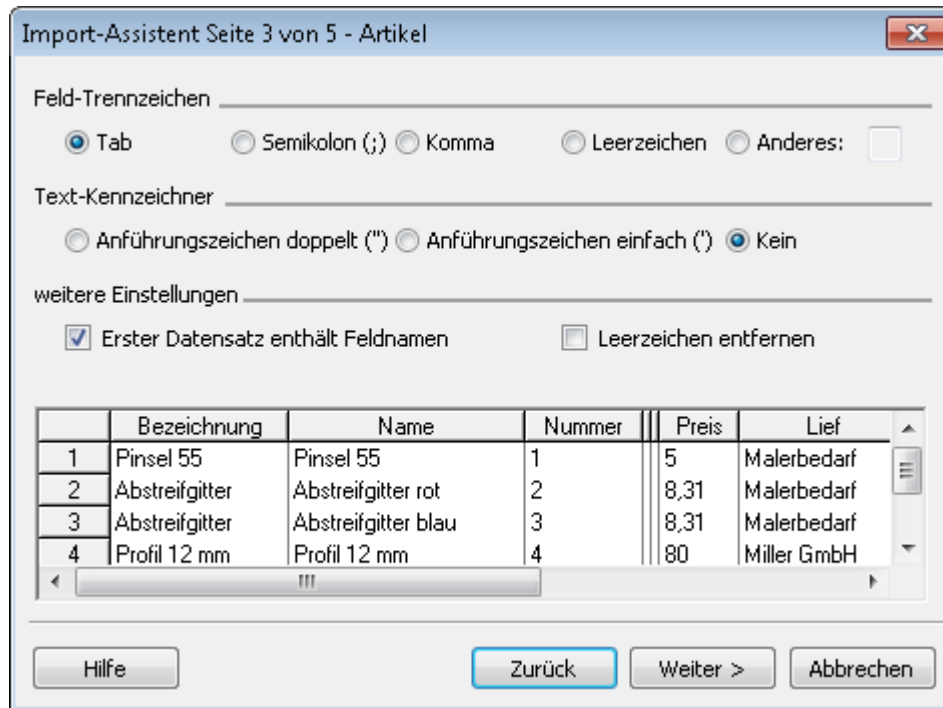 Import-Assistent Seite 3 von 5 - Artikel
Feld-Trennzeichen
Tab Semikolon (;) Komma Leerzeichen Anderes:
Text-Kennzeichner
Anführungszeichen doppelt (") Anführungszeichen einfach (') Kein
weitere Einstellungen
Erster Datensatz enthält Feldnamen Leerzeichen entfernen
Bezeichnung Name Nummer Preis Lief
1 Pinsel 55 Pinsel 55 1 5 Malerbedarf
2 Abstreifgitter Abstreifgitter rot 2 8,31 Malerbedarf
3 Abstreifgitter Abstreifgitter blau 3 8,31 Malerbedarf
4 Profil 12 mm Profil 12 mm 4 80 Miller GmbH
Hilfe Zurück Weiter > Abbrechen